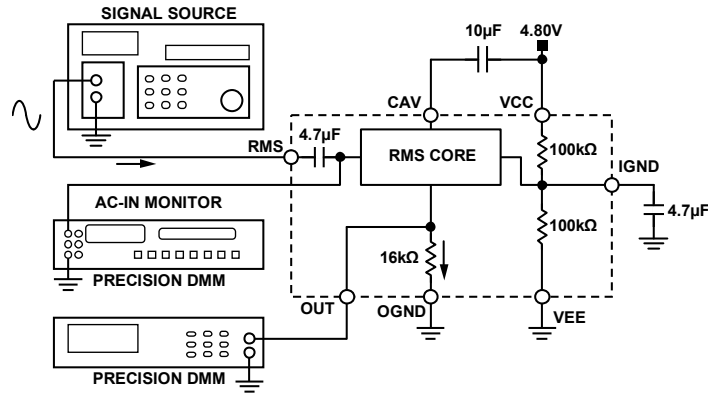 SIGNAL SOURCE
10µF
4.80V
CAV
VCC
4.7µF
RMS
RMS CORE
100kΩ
IGND
AC-IN MONITOR
100kΩ
4.7µF
PRECISION DMM
16kΩ
OUT
OGND
VEE
PRECISION DMM